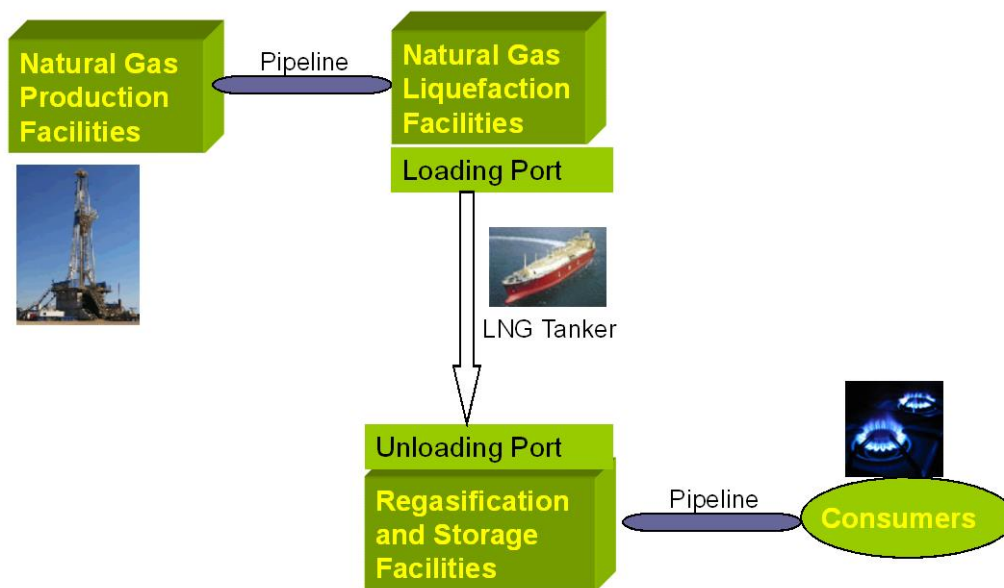 Natural Gas
Production
Facilities
Pipeline
Natural Gas
Liquefaction
Facilities
Loading Port
LNG Tanker
Unloading Port
Regasification
and Storage
Facilities
Pipeline
Consumers